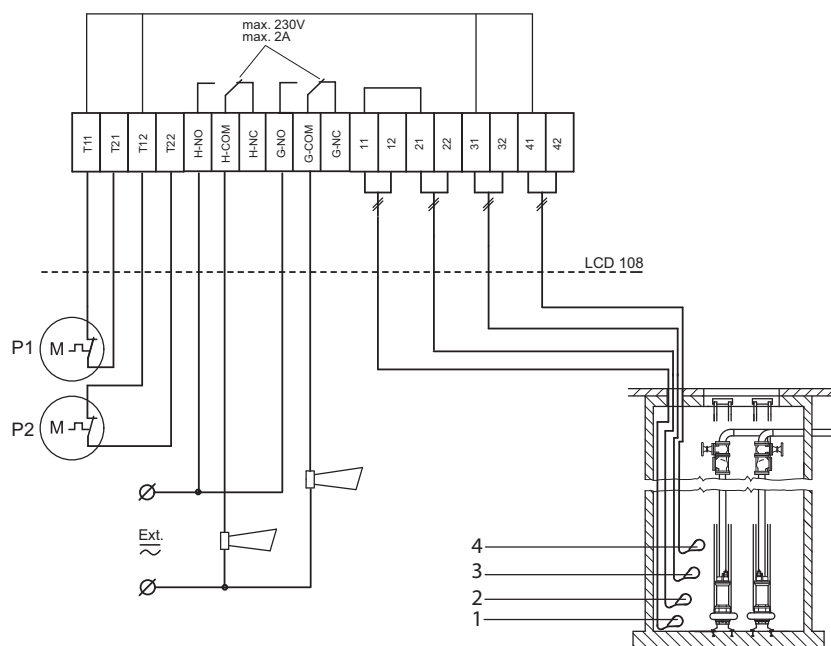 max. 230V
max. 2A
T11
T21
T12
T22
H-NO
H-COM
H-NC
G-NO
G-COM
G-NC
11
12
21
22
31
32
41
42
LCD 108
P1
M
P2
M
Ext.
4
3
2
1